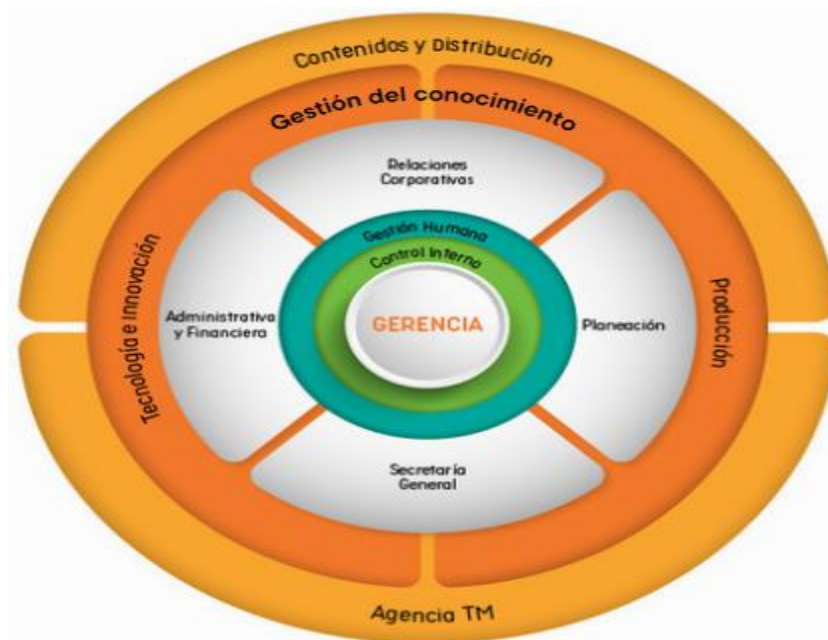 Contenidos y Distribución
Gestión del conocimiento
Relaciones
Corporativas
Gestión Humana
Control Interno
Tecnología e innovación
Administrativa
y Financiera
GERENCIA
Planeación
Producción
Secretaría
General
Agencia TM